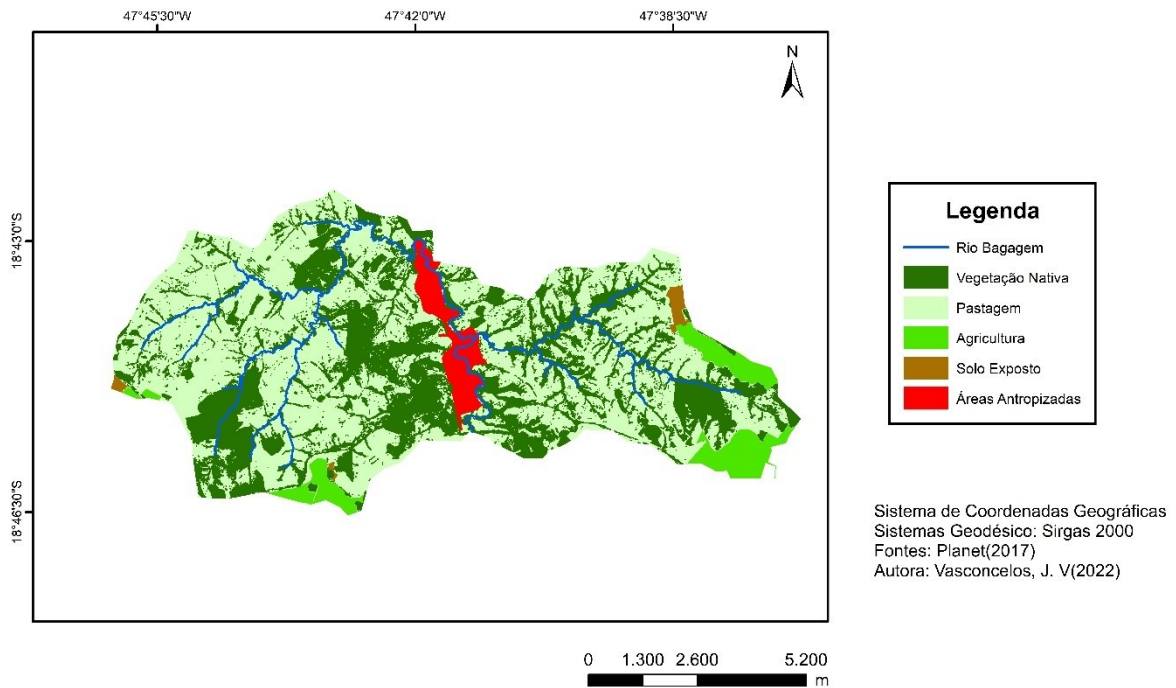 47°45'30"W
47°42'0"W
47°38'30"W
N
18°43'0"S
18°46'30"S
Legenda
Rio Bagagem
Vegetação Nativa
Pastagem
Agricultura
Solo Exposto
Áreas Antropizadas
Sistema de Coordenadas Geográficas
Sistemas Geodésico: Sirgas 2000
Fontes: Planet(2017)
Autora: Vasconcelos, J. V(2022)
0 1.300 2.600 5.200
m